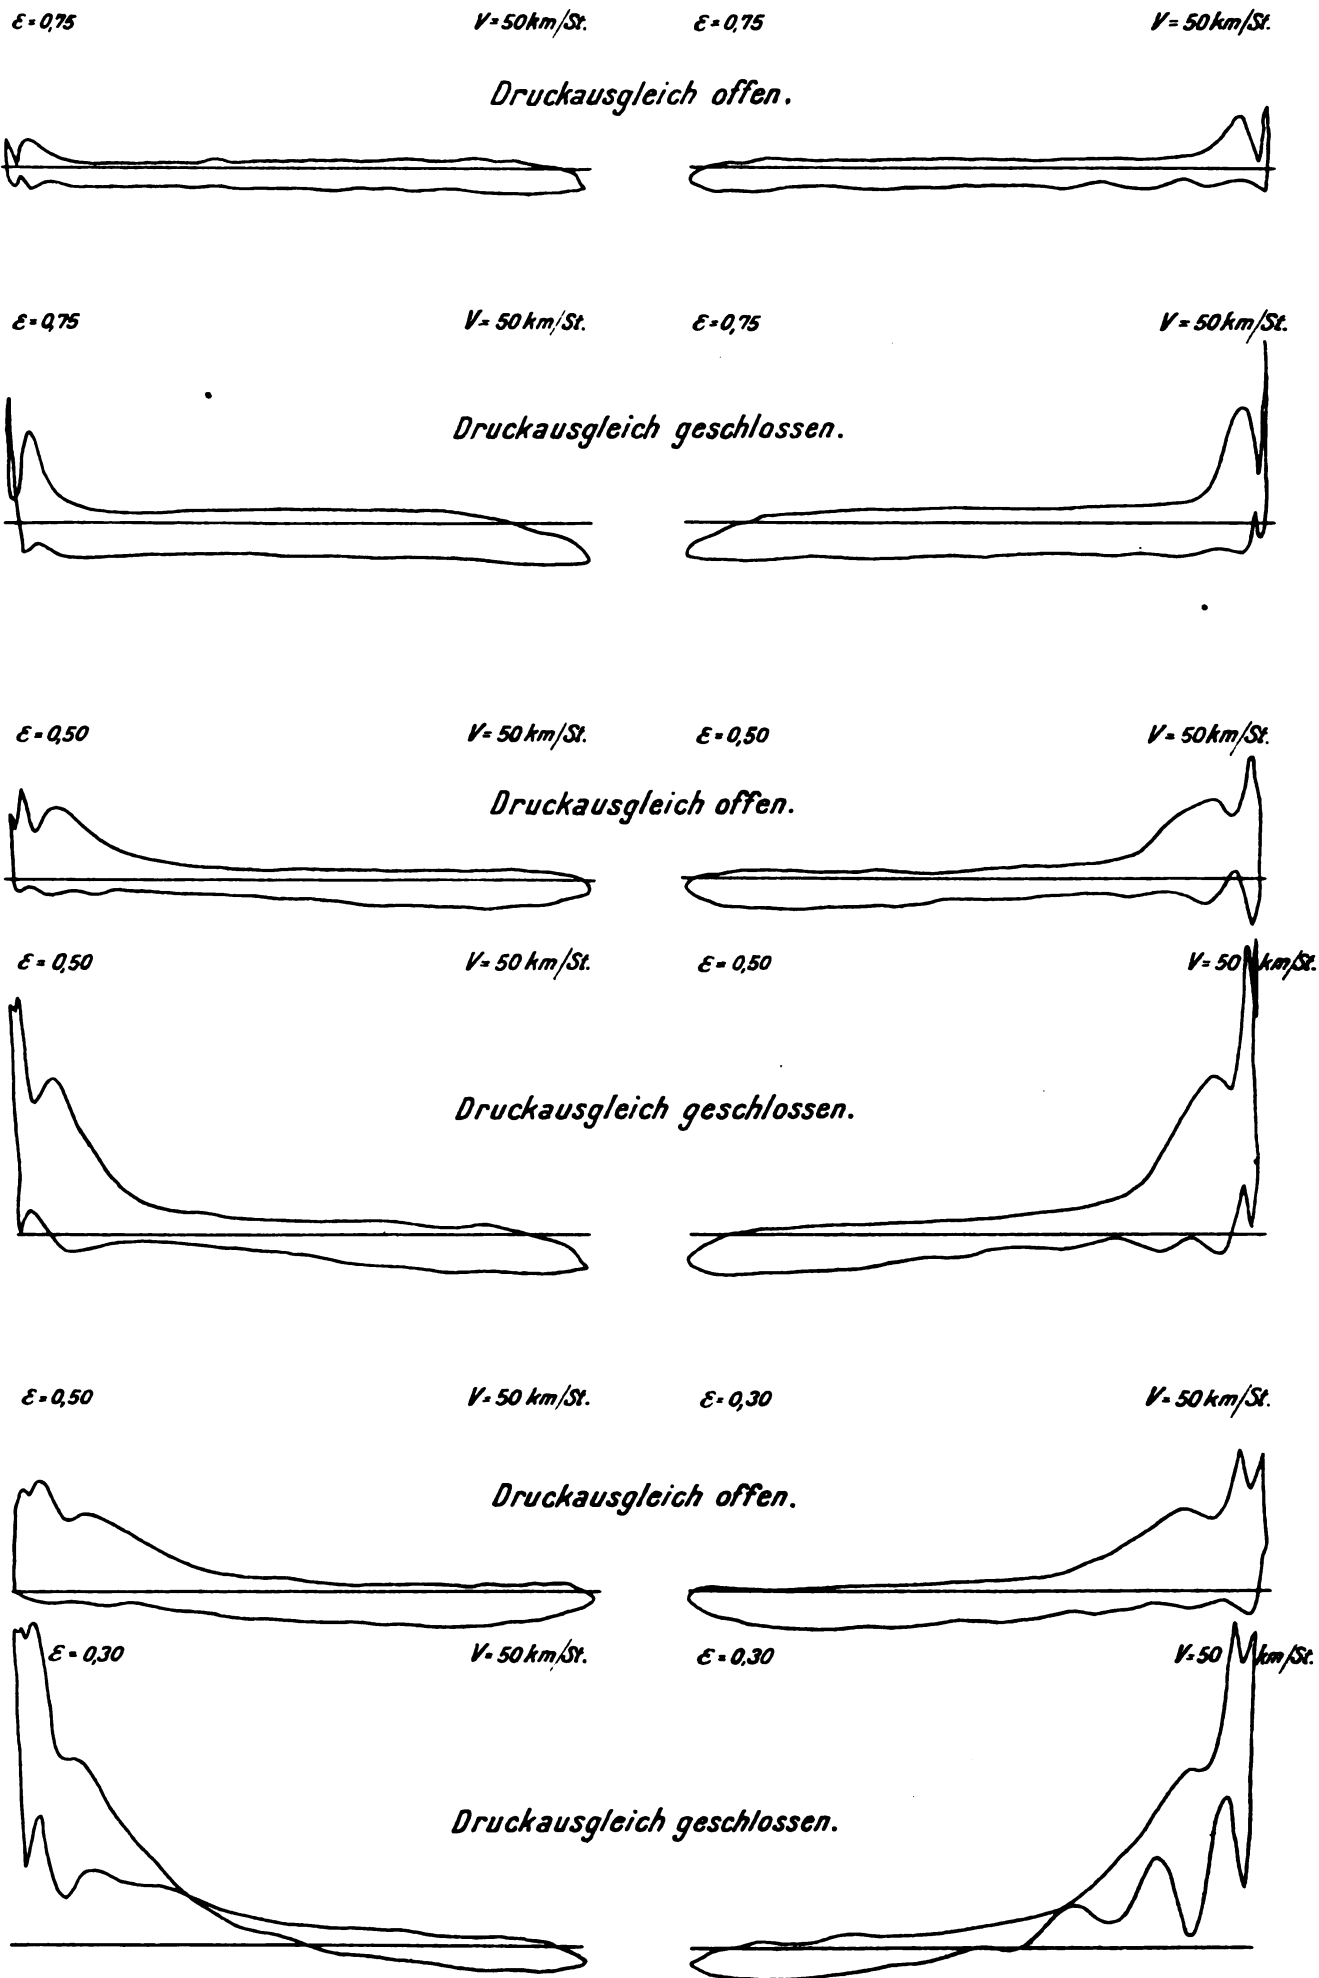 ε = 0,75 V = 50 km/St. ε = 0,75 V = 50 km/St.
Druckausgleich offen.
ε = 0,75 V = 50 km/St. ε = 0,75 V = 50 km/St.
Druckausgleich geschlossen.
ε = 0,50 V = 50 km/St. ε = 0,50 V = 50 km/St.
Druckausgleich offen.
ε = 0,50 V = 50 km/St. ε = 0,50 V = 50 km/St.
Druckausgleich geschlossen.
ε = 0,50 V = 50 km/St. ε = 0,30 V = 50 km/St.
Druckausgleich offen.
ε = 0,30 V = 50 km/St. ε = 0,30 V = 50 km/St.
Druckausgleich geschlossen.